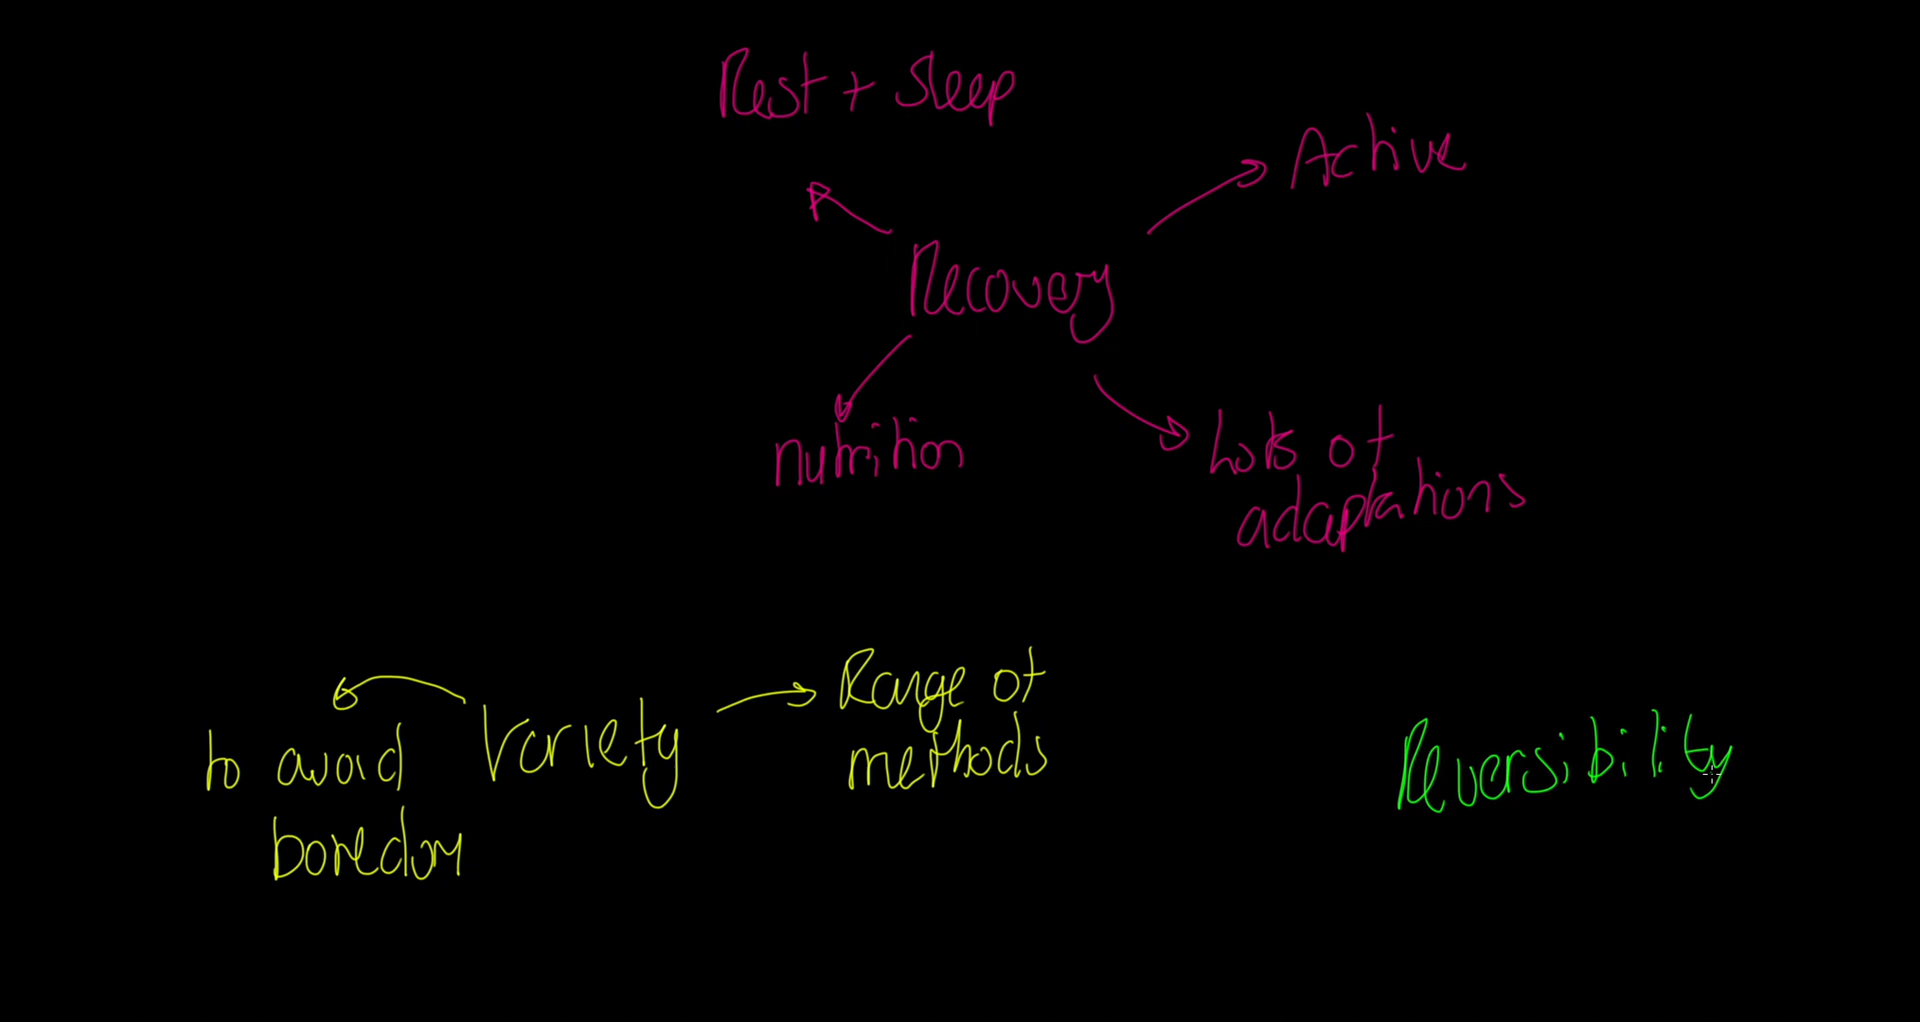 Rest + Sleep
Active
Recovery
nutrition
Lots of
adaptations
Range of
methods
Variety
to avoid
boredom
Reversibility